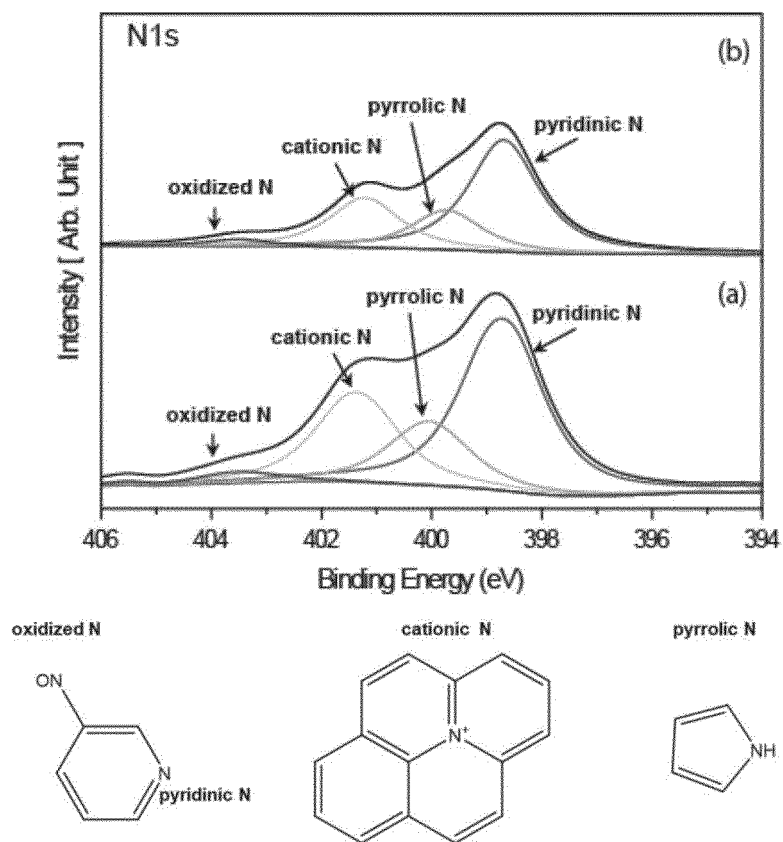 N1s
(b)
pyrrolic N
pyridinic N
cationic N
oxidized N
(a)
pyrrolic N
pyridinic N
cationic N
oxidized N
Intensity [ Arb. Unit ]
406 404 402 400 398 396 394
Binding Energy (eV)
oxidized N cationic N pyrrolic N
ON
N
pyridinic N
N+
NH